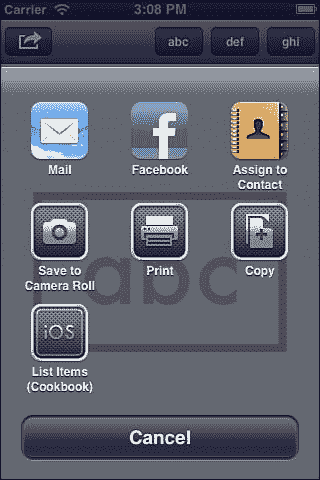 Carrier 3:08 PM
abc def ghi
Mail Facebook Assign to
Contact
Save to
Camera Roll Print Copy
abc
iOS
List Items
(Cookbook)
Cancel